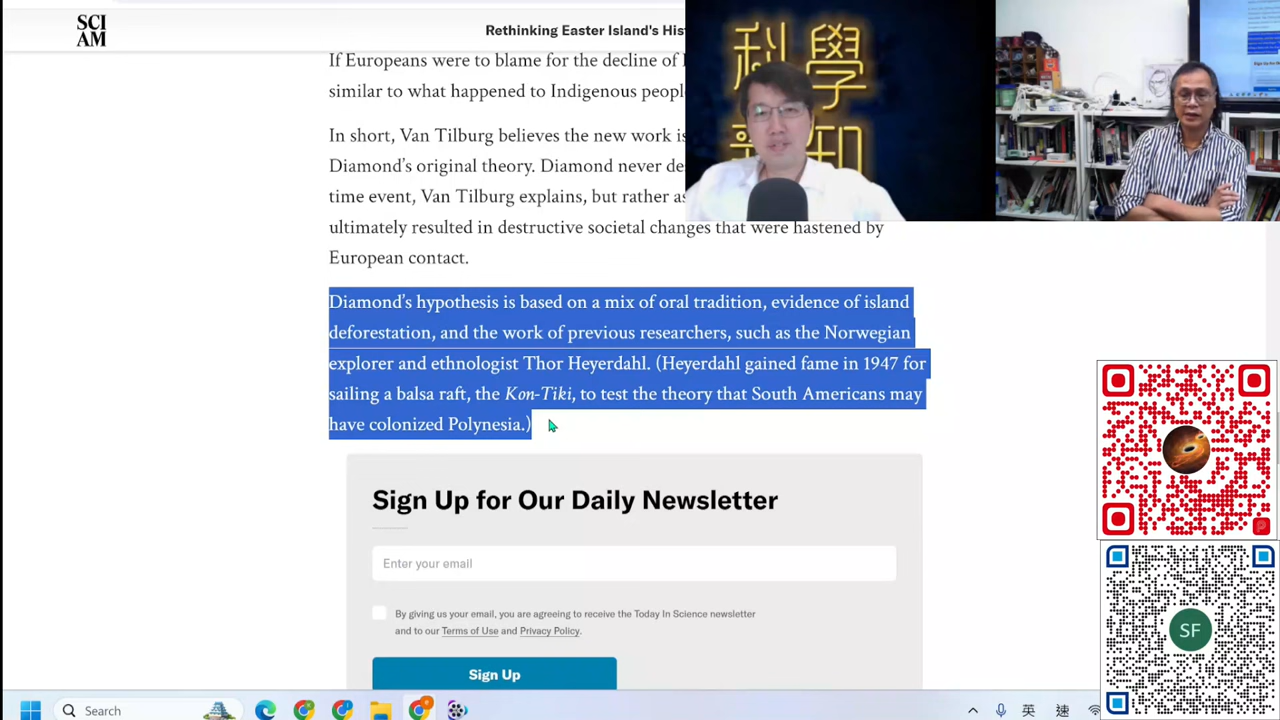 SCI
AM
Rethinking Easter Island's Hist
If Europeans were to blame for the decline of
similar to what happened to Indigenous peopl
In short, Van Tilburg believes the new work is
Diamond's original theory. Diamond never de
time event, Van Tilburg explains, but rather as
ultimately resulted in destructive societal changes that were hastened by
European contact.
Diamond's hypothesis is based on a mix of oral tradition, evidence of island
deforestation, and the work of previous researchers, such as the Norwegian
explorer and ethnologist Thor Heyerdahl. (Heyerdahl gained fame in 1947 for
sailing a balsa raft, the Kon-Tiki, to test the theory that South Americans may
have colonized Polynesia.)
Sign Up for Our Daily Newsletter
Enter your email
By giving us your email, you are agreeing to receive the Today In Science newsletter
and to our Terms of Use and Privacy Policy.
Sign Up
科學
新知
SF
Search
英
速